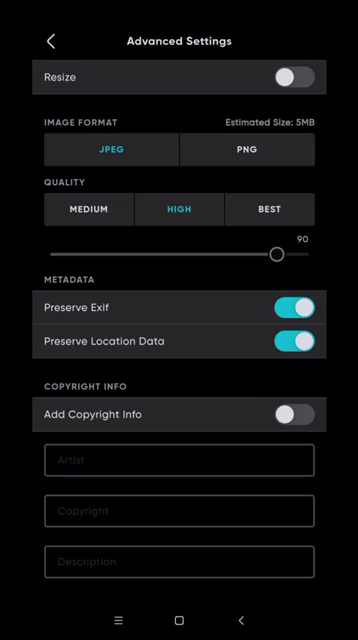 Advanced Settings
Resize
IMAGE FORMAT Estimated Size: 5MB
JPEG PNG
QUALITY
MEDIUM HIGH BEST
90
METADATA
Preserve Exif
Preserve Location Data
COPYRIGHT INFO
Add Copyright Info
Artist
Copyright
Description